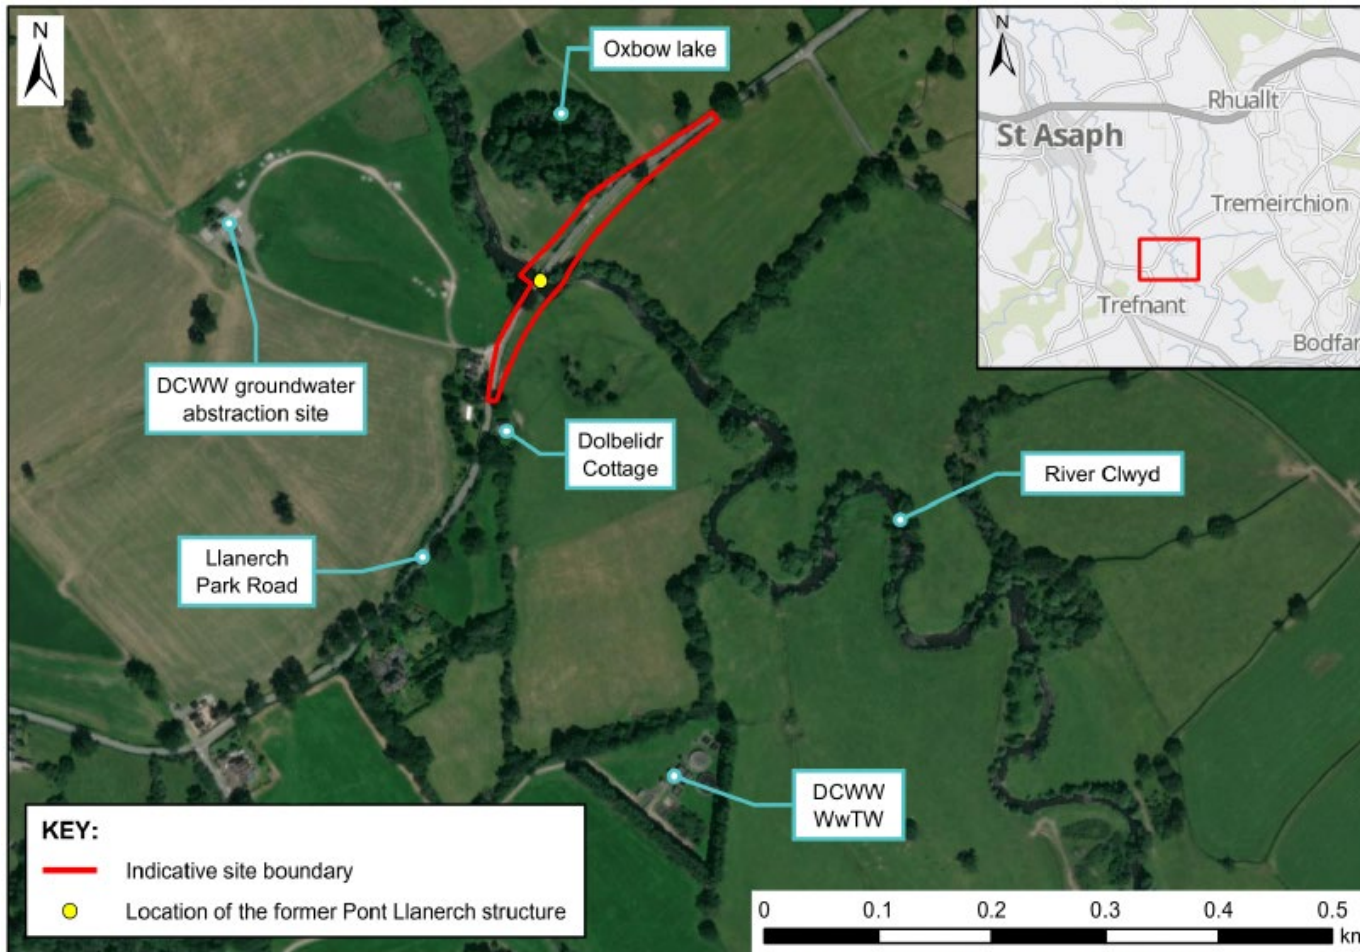 N
Oxbow lake
N
Rhuallt
St Asaph
Tremeirchion
Trefnant
Bodfar
DCWW groundwater
abstraction site
Dolbelidr
Cottage
River Clwyd
Llanerch
Park Road
DCWW
WwTW
KEY:
Indicative site boundary
Location of the former Pont Llanerch structure
0 0.1 0.2 0.3 0.4 0.5
km